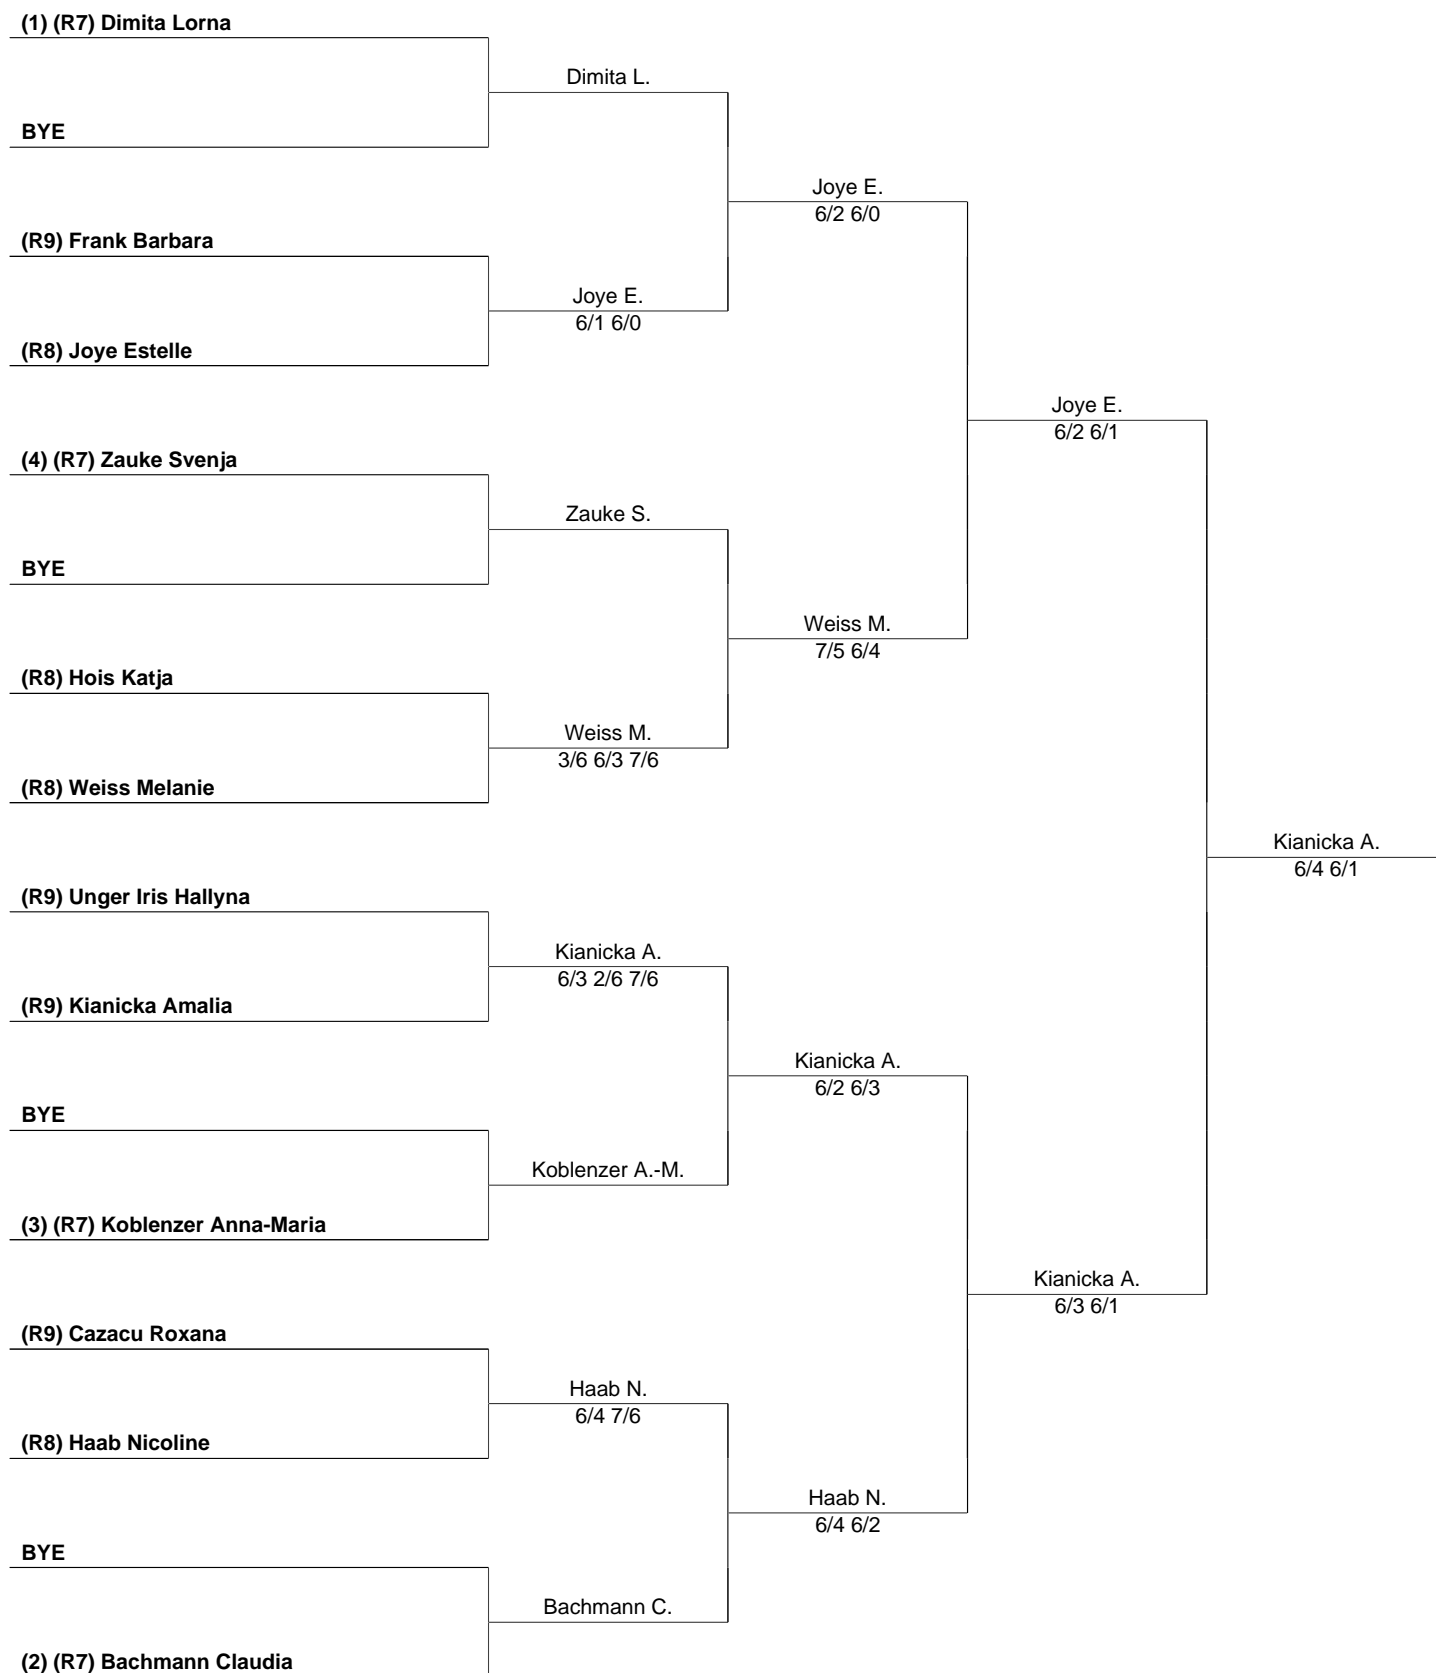 (1) (R7) Dimita Lorna
Dimita L.
BYE
Joye E.
6/2 6/0
(R9) Frank Barbara
Joye E.
6/1 6/0
(R8) Joye Estelle
Joye E.
6/2 6/1
(4) (R7) Zauke Svenja
Zauke S.
BYE
Weiss M.
7/5 6/4
(R8) Hois Katja
Weiss M.
3/6 6/3 7/6
(R8) Weiss Melanie
Kianicka A.
6/4 6/1
(R9) Unger Iris Hallyna
Kianicka A.
6/3 2/6 7/6
(R9) Kianicka Amalia
Kianicka A.
6/2 6/3
BYE
Koblenzer A.-M.
(3) (R7) Koblenzer Anna-Maria
Kianicka A.
6/3 6/1
(R9) Cazacu Roxana
Haab N.
6/4 7/6
(R8) Haab Nicoline
Haab N.
6/4 6/2
BYE
Bachmann C.
(2) (R7) Bachmann Claudia